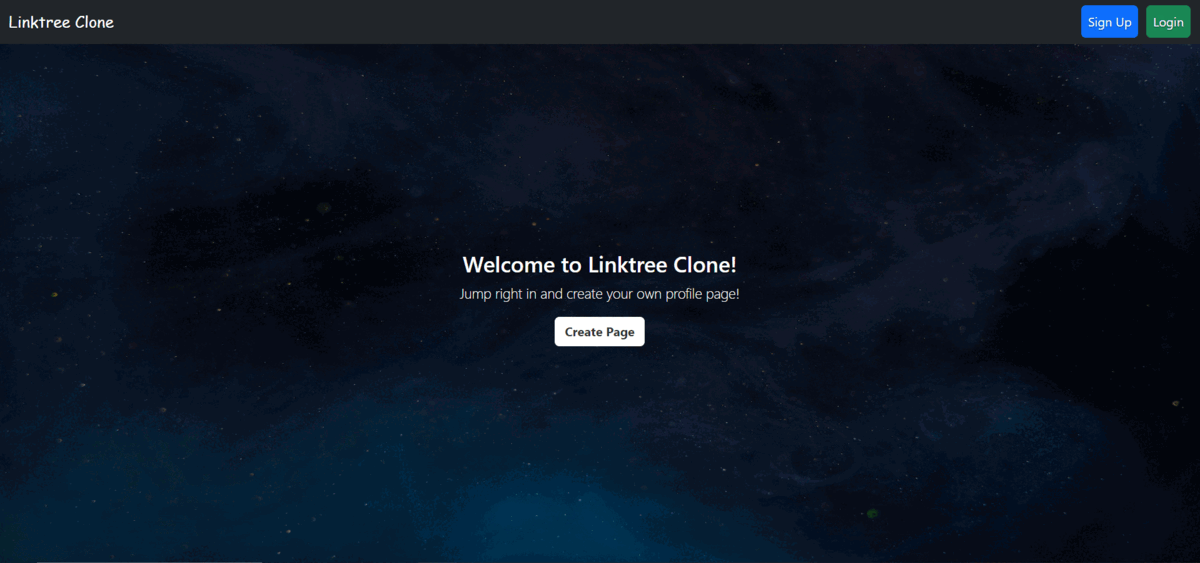 Linktree Clone
Sign Up
Login
Welcome to Linktree Clone!
Jump right in and create your own profile page!
Create Page